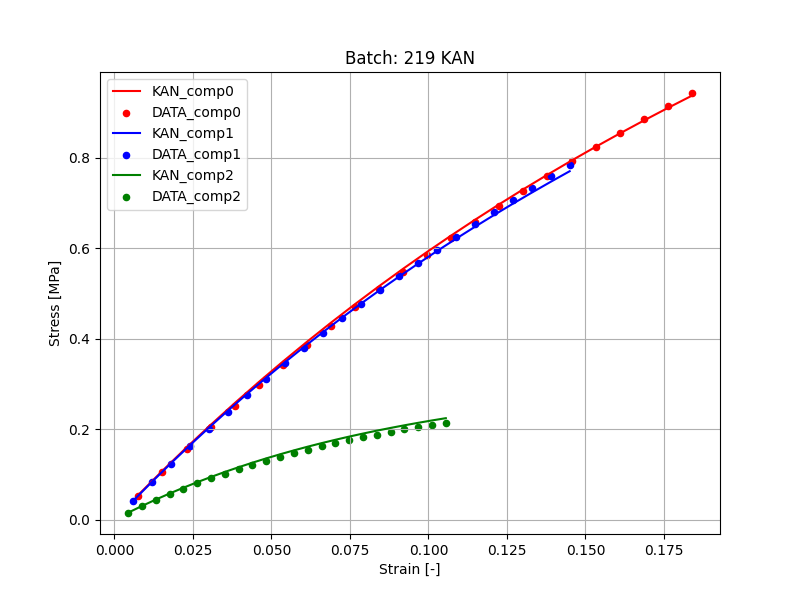 Batch: 219 KAN
KAN_comp0
DATA_comp0
KAN_comp1
DATA_comp1
KAN_comp2
DATA_comp2
0.8
0.6
0.4
0.2
0.0
Stress [MPa]
0.000 0.025 0.050 0.075 0.100 0.125 0.150 0.175
Strain [-]